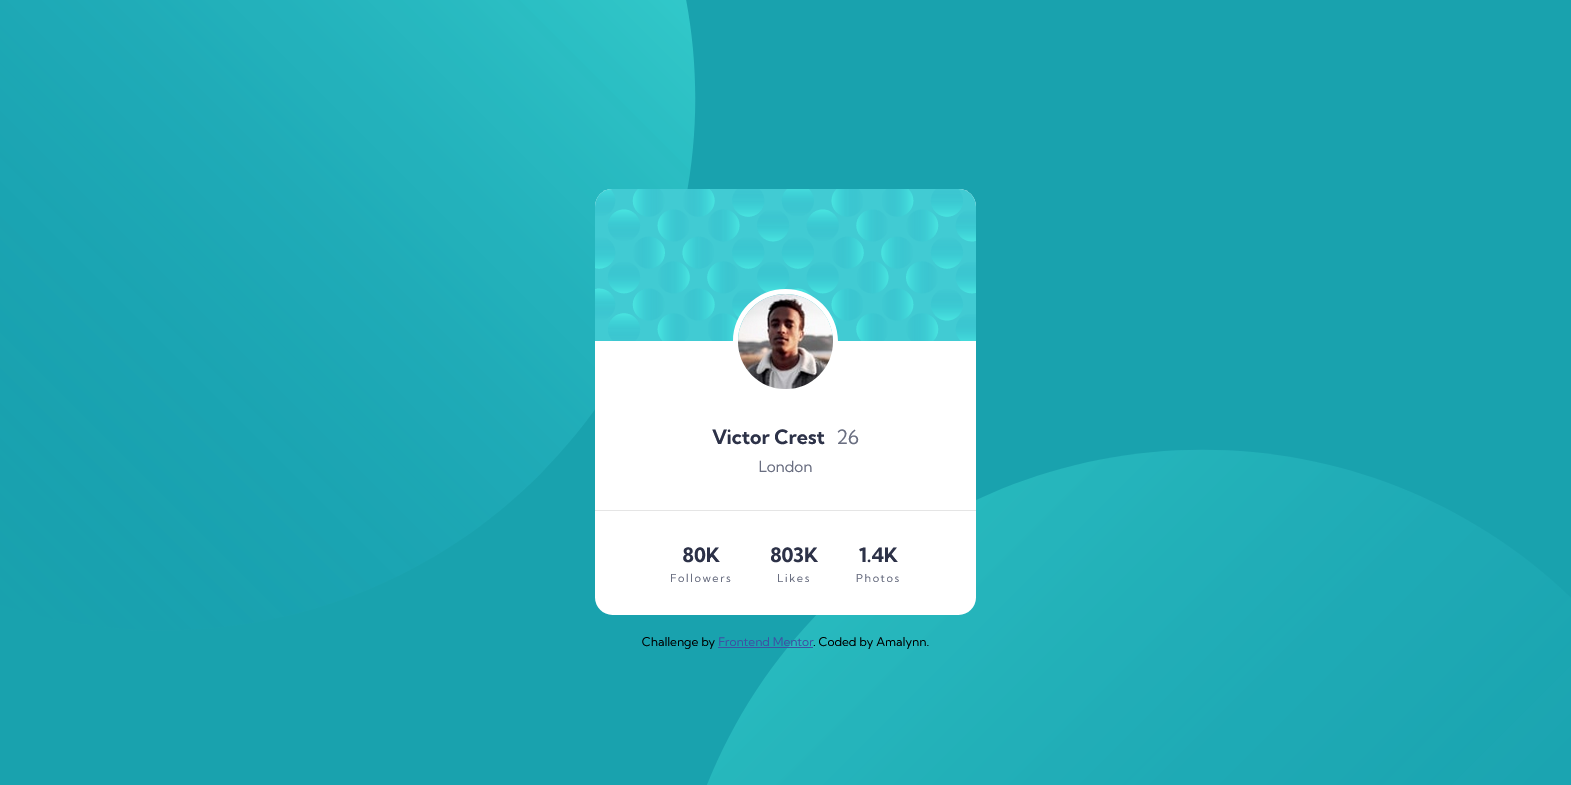 Victor Crest 26
London
80K 803K 1.4K
Followers Likes Photos
Challenge by Frontend Mentor. Coded by Amalynn.